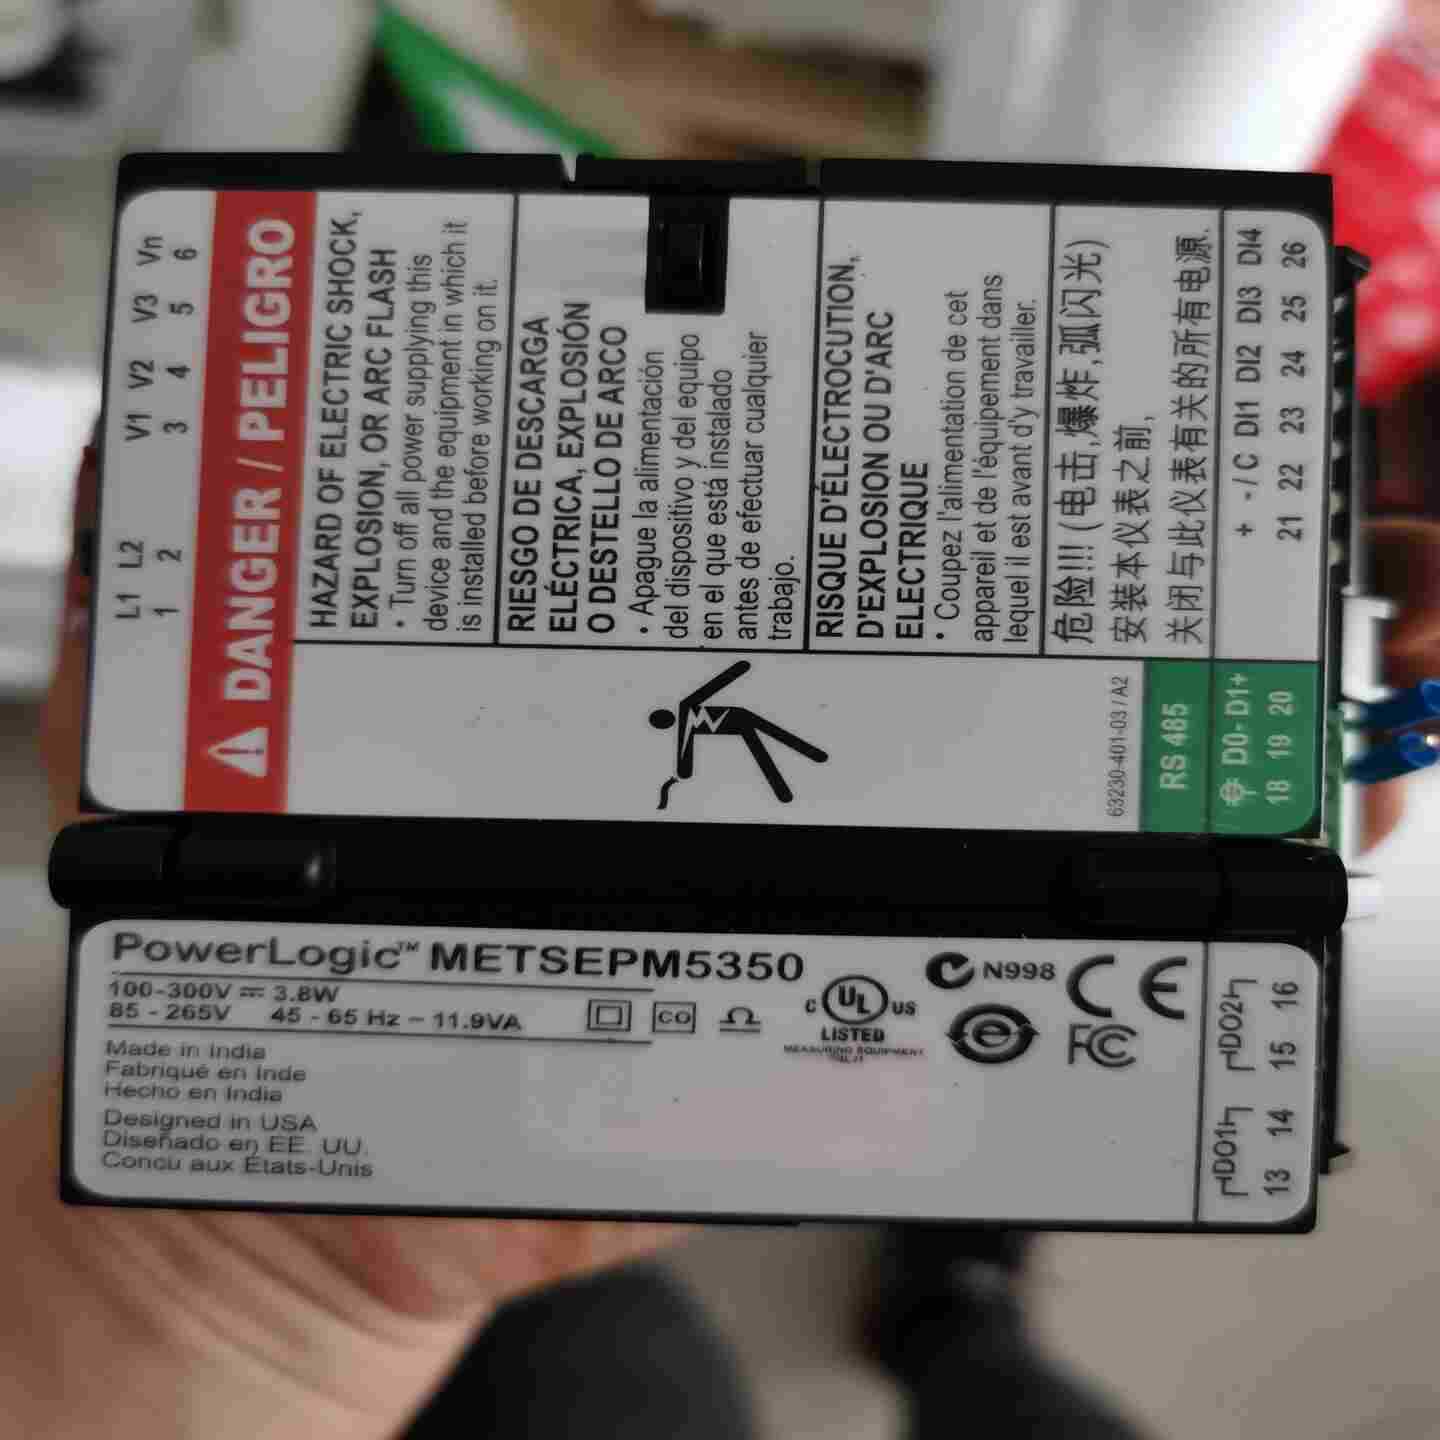 L1 L2 V1 V2 V3 Vn
1 2 3 4 5 6
DANGER / PELIGRO
HAZARD OF ELECTRIC SHOCK,
EXPLOSION, OR ARC FLASH
• Turn off all power supplying this
device and the equipment in which it
is installed before working on it.
RIESGO DE DESCARGA
ELÉCTRICA, EXPLOSIÓN
O DESTELLO DE ARCO
• Apague la alimentación
del dispositivo y del equipo
en el que está instalado
antes de efectuar cualquier
trabajo.
RISQUE D'ÉLECTROCUTION,
D'EXPLOSION OU D'ARC
ELECTRIQUE
• Coupez l'alimentation de cet
appareil et de l'équipement dans
lequel il est avant d'y travailler.
危险!!! (电击,爆炸,弧闪光)
安装本仪表之前,
关闭与此仪表有关的所有电源.
63230-401-03 / A2
RS 485
D0- D1+
18 19 20
+ - / C DI1 DI2 DI3 DI4
21 22 23 24 25 26
PowerLogic™ METSEPM5350
100-300V ⎓ 3.8W
85 - 265V 45 - 65 Hz ~ 11.9VA
Made in India
Fabriqué en Inde
Hecho en India
Designed in USA
Diseñado en EE. UU.
Concu aux États-Unis
CO
C UL US
LISTED
MEASURING EQUIPMENT
N998
CE
FC
DO1 DO2
13 14 15 16